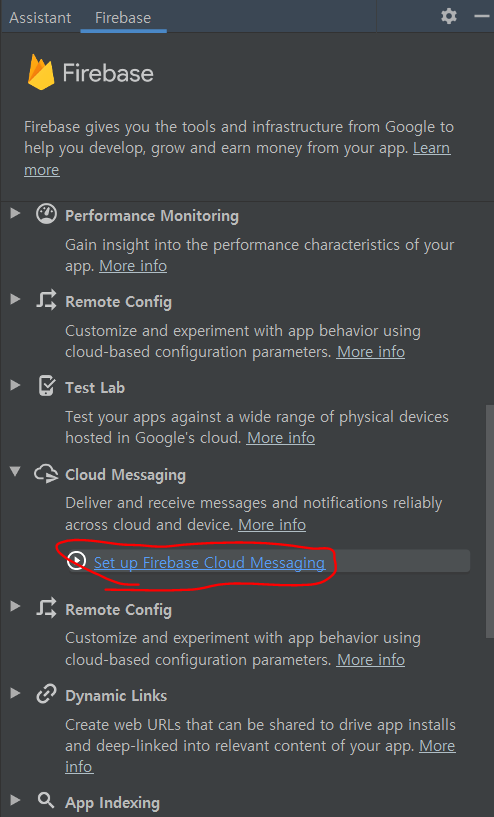 Assistant Firebase
Firebase
Firebase gives you the tools and infrastructure from Google to
help you develop, grow and earn money from your app. Learn
more
Performance Monitoring
Gain insight into the performance characteristics of your
app. More info
Remote Config
Customize and experiment with app behavior using
cloud-based configuration parameters. More info
Test Lab
Test your apps against a wide range of physical devices
hosted in Google's cloud. More info
Cloud Messaging
Deliver and receive messages and notifications reliably
across cloud and device. More info
Set up Firebase Cloud Messaging
Remote Config
Customize and experiment with app behavior using
cloud-based configuration parameters. More info
Dynamic Links
Create web URLs that can be shared to drive app installs
and deep-linked into relevant content of your app. More
info
App Indexing